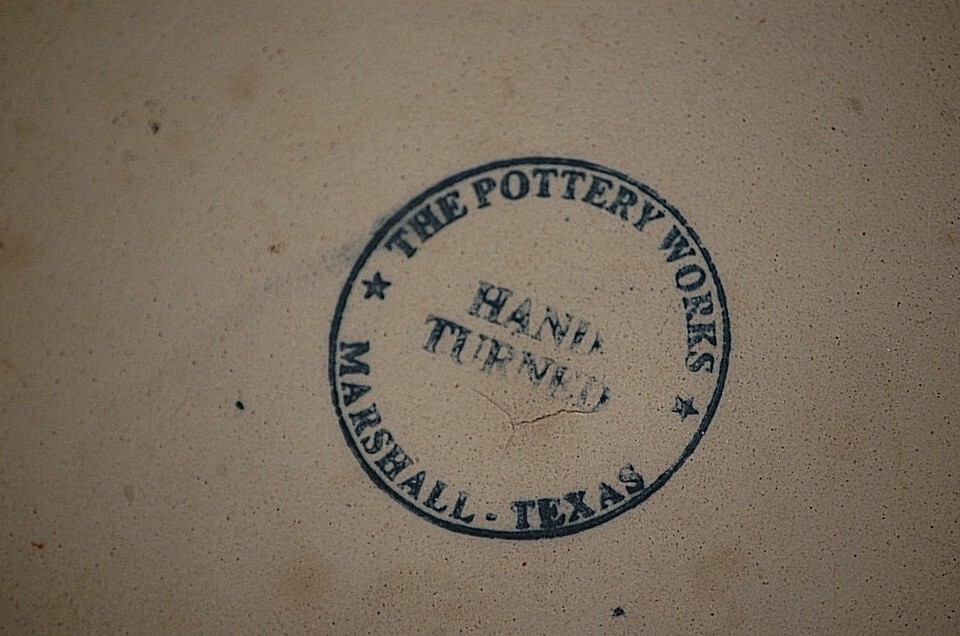 THE POTTERY WORKS
HAND
TURNED
MARSHALL - TEXAS